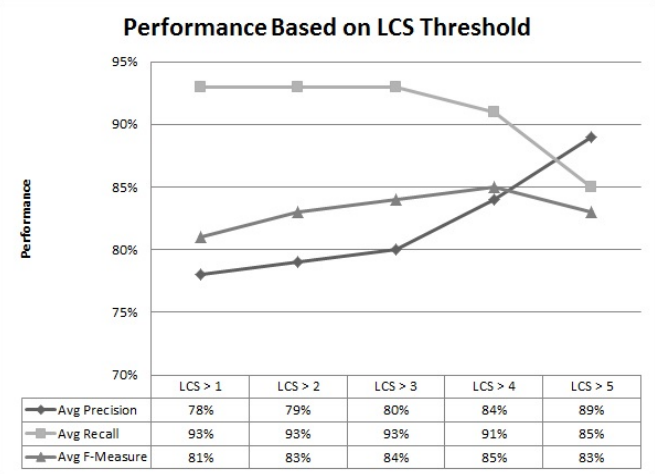 Performance Based on LCS Threshold
95%
90%
85%
80%
75%
70%
Performance
LCS > 1 LCS > 2 LCS > 3 LCS > 4 LCS > 5
Avg Precision 78% 79% 80% 84% 89%
Avg Recall 93% 93% 93% 91% 85%
Avg F-Measure 81% 83% 84% 85% 83%